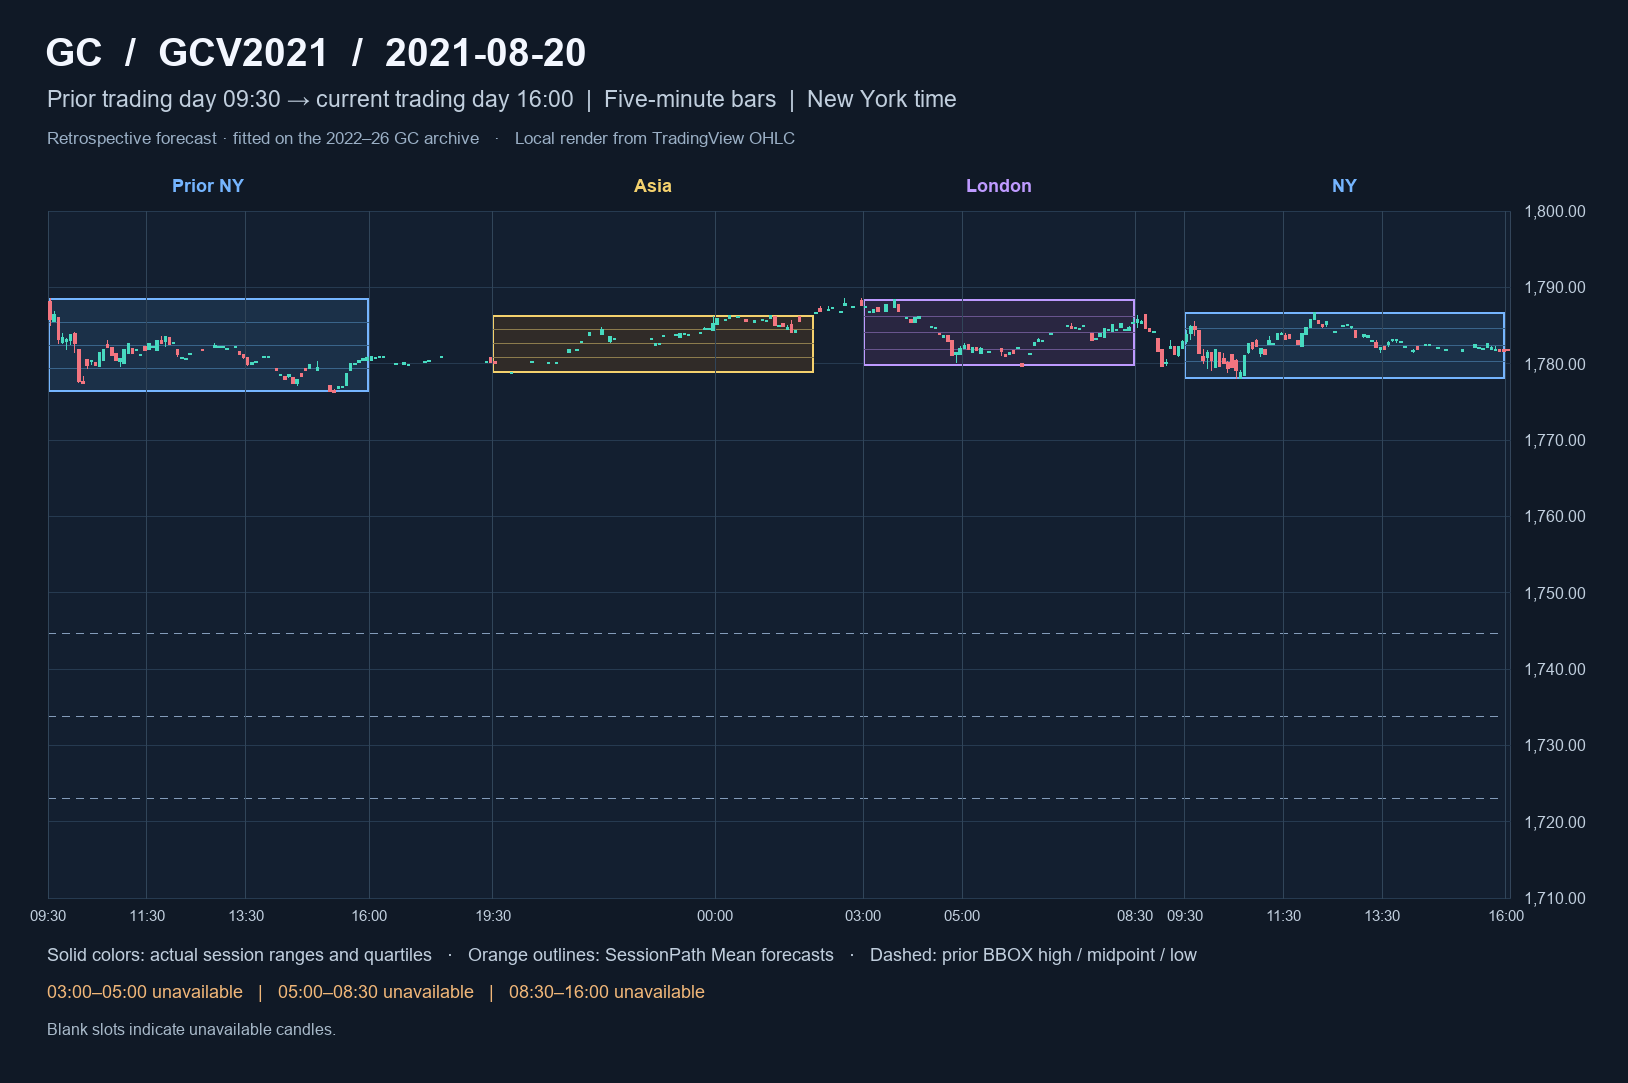 GC / GCV2021 / 2021-08-20
Prior trading day 09:30 → current trading day 16:00 | Five-minute bars | New York time
Retrospective forecast · fitted on the 2022–26 GC archive · Local render from TradingView OHLC
Prior NY Asia London NY
1,800.00
1,790.00
1,780.00
1,770.00
1,760.00
1,750.00
1,740.00
1,730.00
1,720.00
1,710.00
09:30 11:30 13:30 16:00 19:30 00:00 03:00 05:00 08:30 09:30 11:30 13:30 16:00
Solid colors: actual session ranges and quartiles · Orange outlines: SessionPath Mean forecasts · Dashed: prior BBOX high / midpoint / low
03:00–05:00 unavailable | 05:00–08:30 unavailable | 08:30–16:00 unavailable
Blank slots indicate unavailable candles.